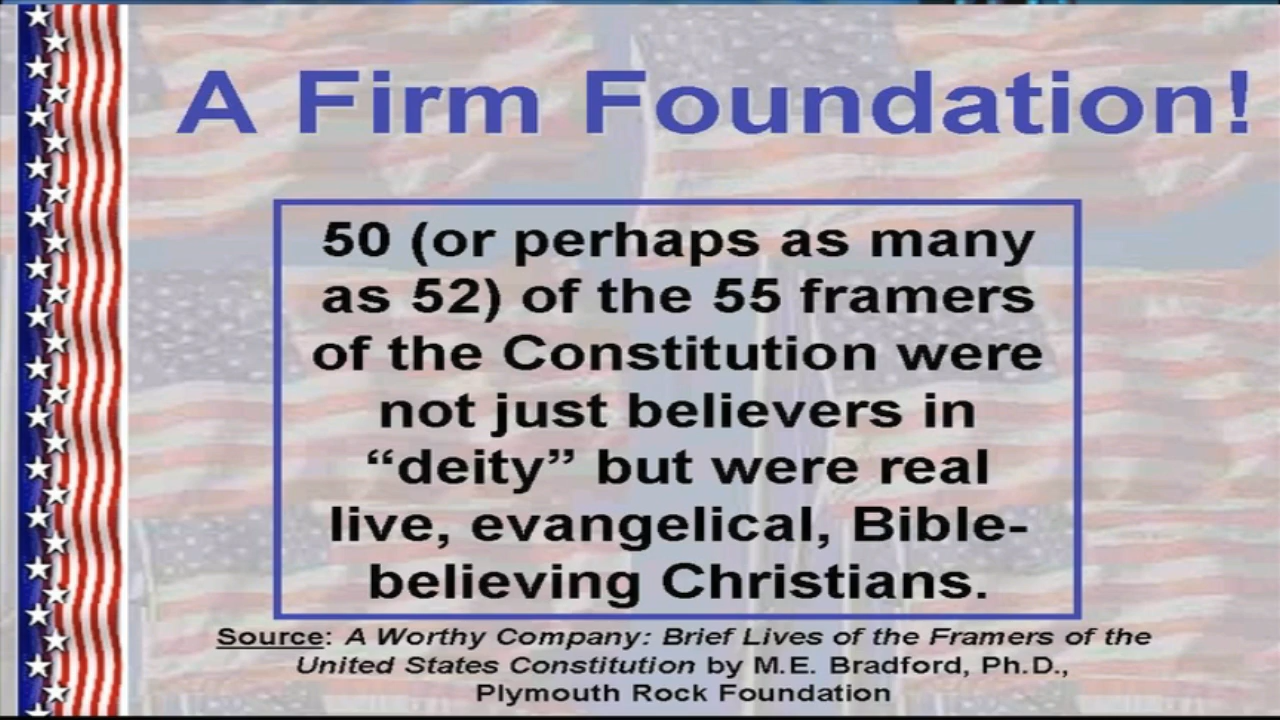 A Firm Foundation!
50 (or perhaps as many
as 52) of the 55 framers
of the Constitution were
not just believers in
“deity” but were real
live, evangelical, Bible-
believing Christians.
Source: A Worthy Company: Brief Lives of the Framers of the
United States Constitution by M.E. Bradford, Ph.D.,
Plymouth Rock Foundation